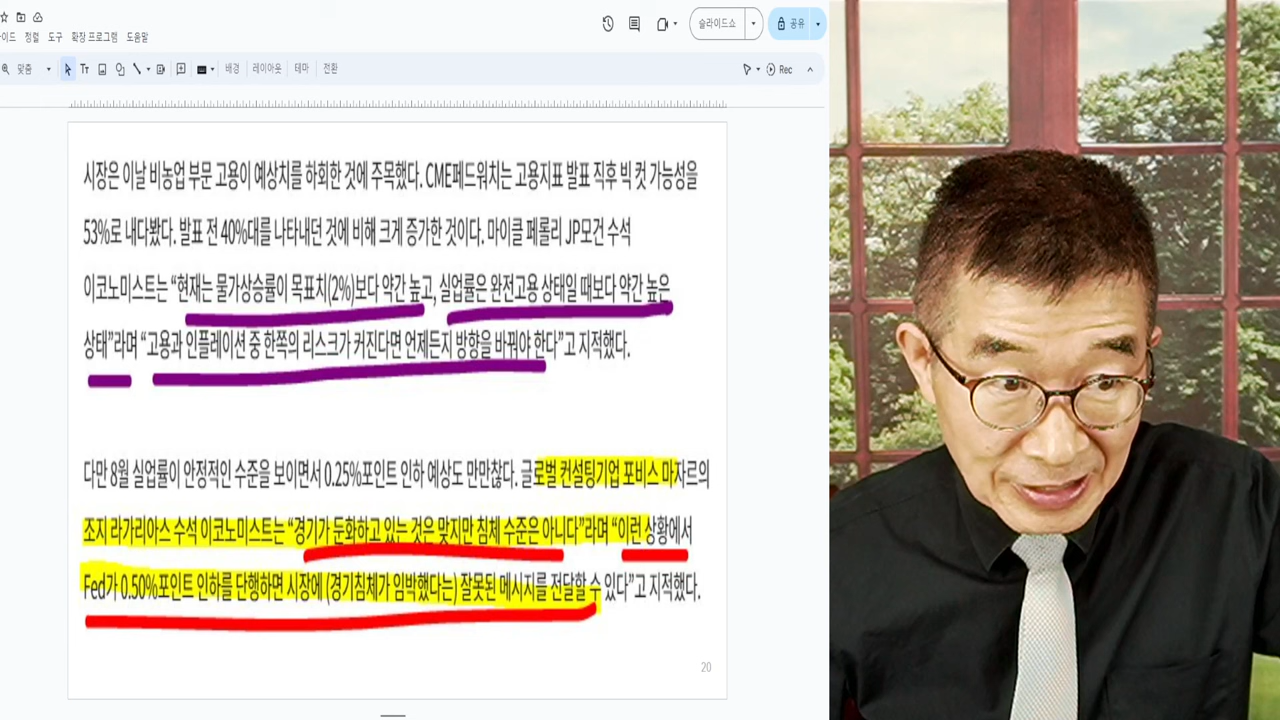 이드 정렬 도구 확장 프로그램 도움말
슬라이드쇼
공유
맞춤
Tт
배경
레이아웃
테마
전환
Rec
시장은 이날 비농업 부문 고용이 예상치를 하회한 것에 주목했다. CME페드워치는 고용지표 발표 직후 빅 컷 가능성을
53%로 내다봤다. 발표 전 40%대를 나타내던 것에 비해 크게 증가한 것이다. 마이클 페롤리 JP모건 수석
이코노미스트는 “현재는 물가상승률이 목표치(2%)보다 약간 높고, 실업률은 완전고용 상태일 때보다 약간 높은
상태”라며 “고용과 인플레이션 중 한쪽의 리스크가 커진다면 언제든지 방향을 바꿔야 한다”고 지적했다.
다만 8월 실업률이 안정적인 수준을 보이면서 0.25%포인트 인하 예상도 만만찮다. 글로벌 컨설팅기업 포비스 마자르의
조지 라가리아스 수석 이코노미스트는 “경기가 둔화하고 있는 것은 맞지만 침체 수준은 아니다”라며 “이런 상황에서
Fed가 0.50%포인트 인하를 단행하면 시장에 (경기침체가 임박했다는) 잘못된 메시지를 전달할 수 있다”고 지적했다.
20